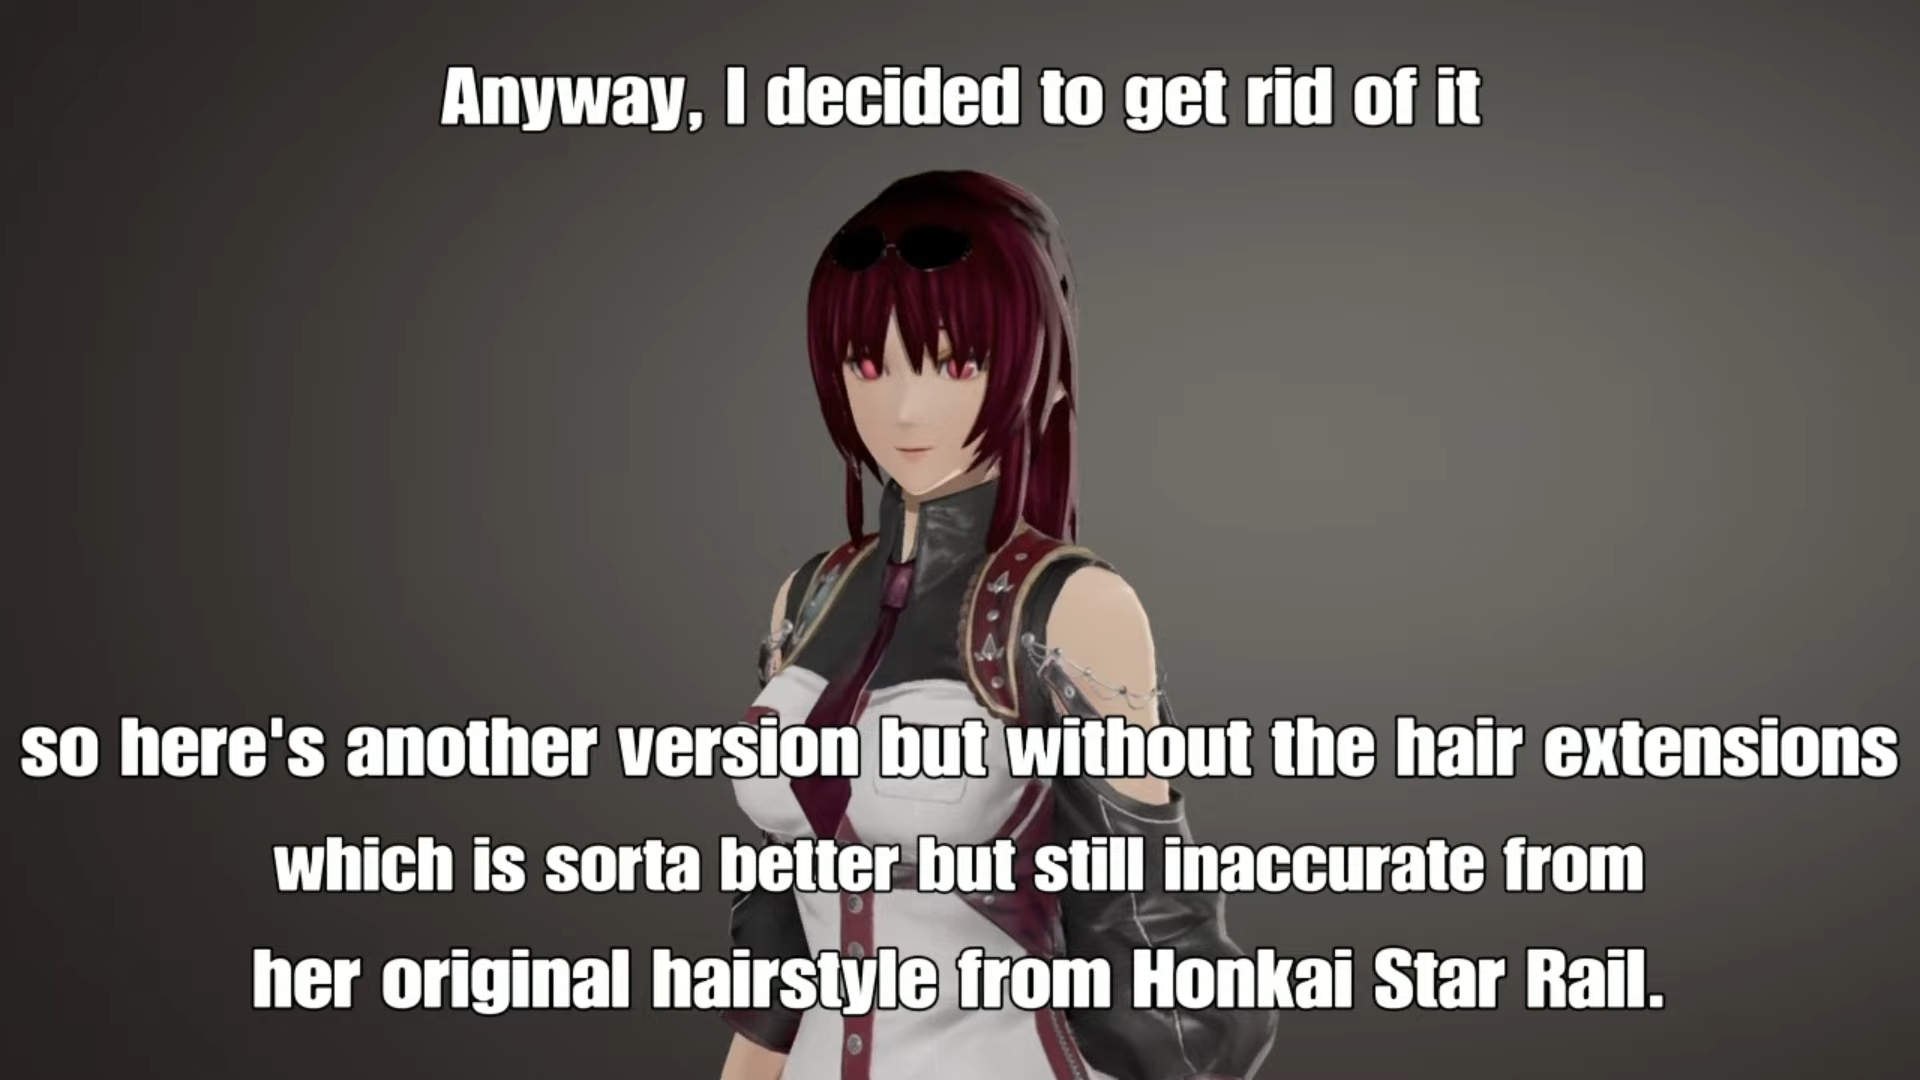 Anyway, I decided to get rid of it
so here's another version but without the hair extensions
which is sorta better but still inaccurate from
her original hairstyle from Honkai Star Rail.